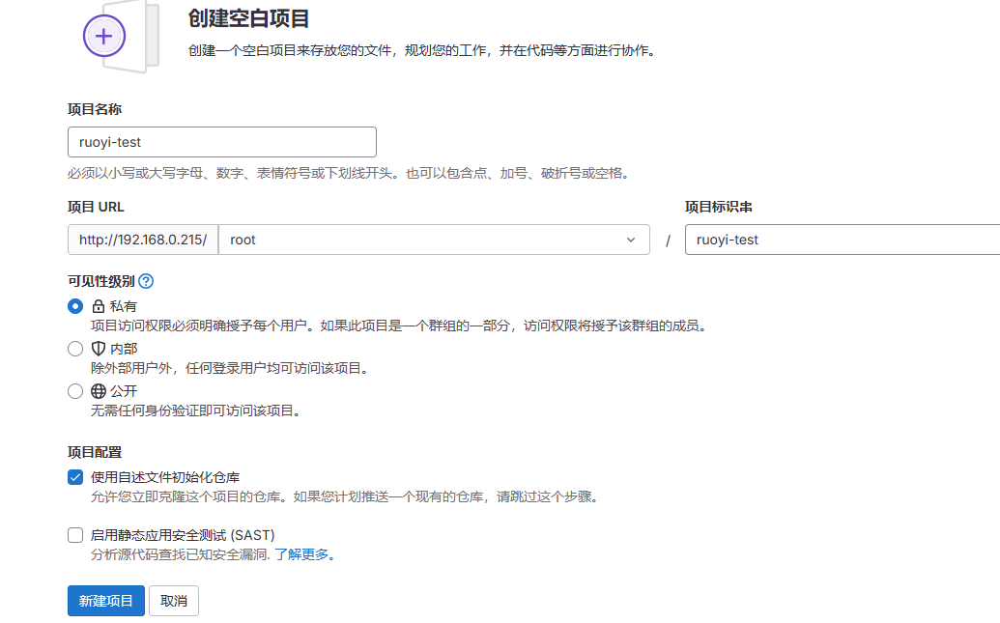 创建空白项目
创建一个空白项目来存放您的文件，规划您的工作，并在代码等方面进行协作。
项目名称
ruoyi-test
必须以小写或大写字母、数字、表情符号或下划线开头。也可以包含点、加号、破折号或空格。
项目 URL
项目标识串
http://192.168.0.215/ root / ruoyi-test
可见性级别
私有
项目访问权限必须明确授予每个用户。如果此项目是一个群组的一部分，访问权限将授予该群组的成员。
内部
除外部用户外，任何登录用户均可访问该项目。
公开
无需任何身份验证即可访问该项目。
项目配置
使用自述文件初始化仓库
允许您立即克隆这个项目的仓库。如果您计划推送一个现有的仓库，请跳过这个步骤。
启用静态应用安全测试 (SAST)
分析源代码查找已知安全漏洞. 了解更多。
新建项目 取消